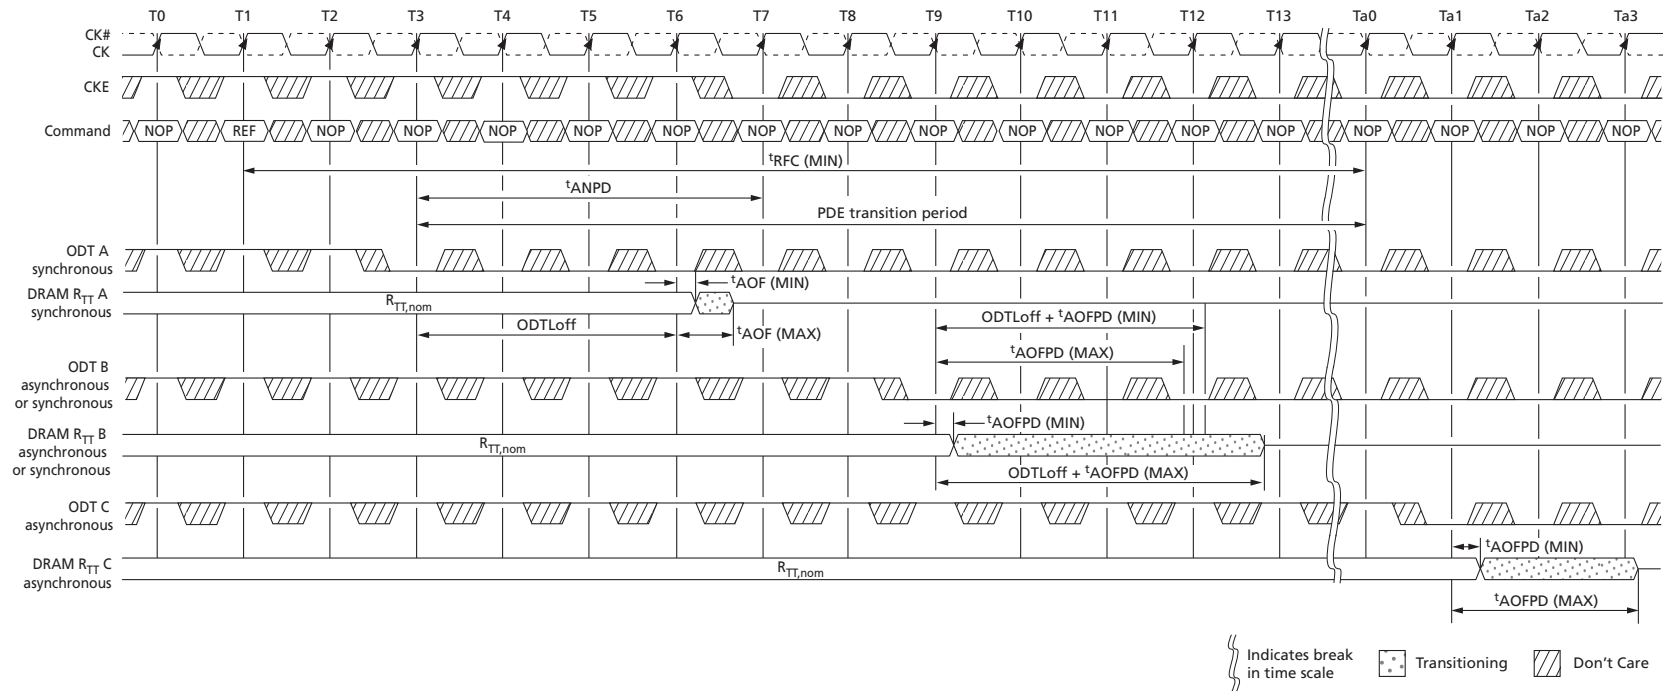 T0 T1 T2 T3 T4 T5 T6 T7 T8 T9 T10 T11 T12 T13 Ta0 Ta1 Ta2 Ta3
CK#
CK
CKE
Command NOP REF NOP NOP NOP NOP NOP NOP NOP NOP NOP NOP NOP NOP NOP NOP NOP NOP
tRFC (MIN)
tANPD
PDE transition period
ODT A
synchronous
tAOF (MIN)
DRAM RTT A
synchronous
RTT,nom
ODTLoff
tAOF (MAX)
ODTLoff + tAOFPD (MIN)
tAOFPD (MAX)
ODT B
asynchronous
or synchronous
tAOFPD (MIN)
DRAM RTT B
asynchronous
or synchronous
RTT,nom
ODTLoff + tAOFPD (MAX)
ODT C
asynchronous
tAOFPD (MIN)
DRAM RTT C
asynchronous
RTT,nom
tAOFPD (MAX)
Indicates break
in time scale
Transitioning
Don't Care